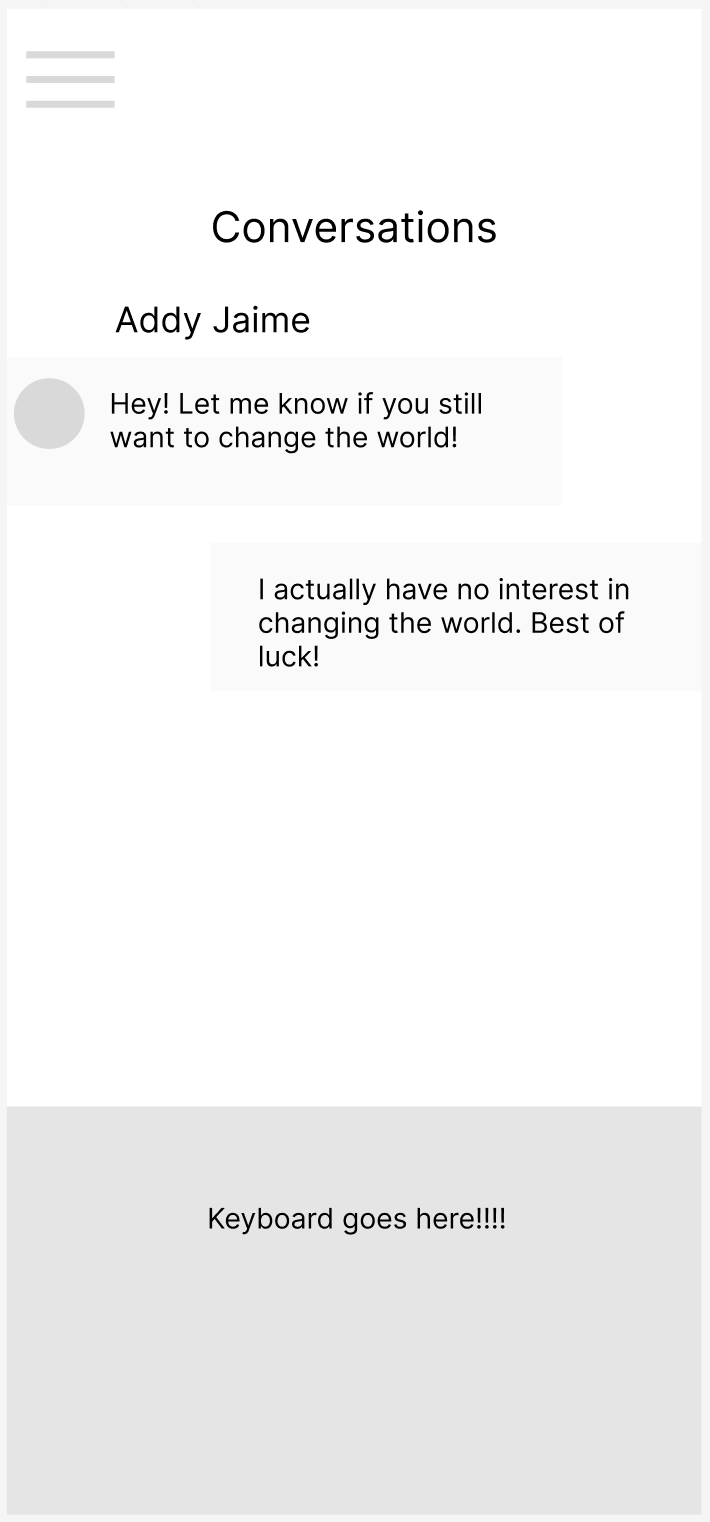 Conversations
Addy Jaime
Hey! Let me know if you still
want to change the world!
I actually have no interest in
changing the world. Best of
luck!
Keyboard goes here!!!!